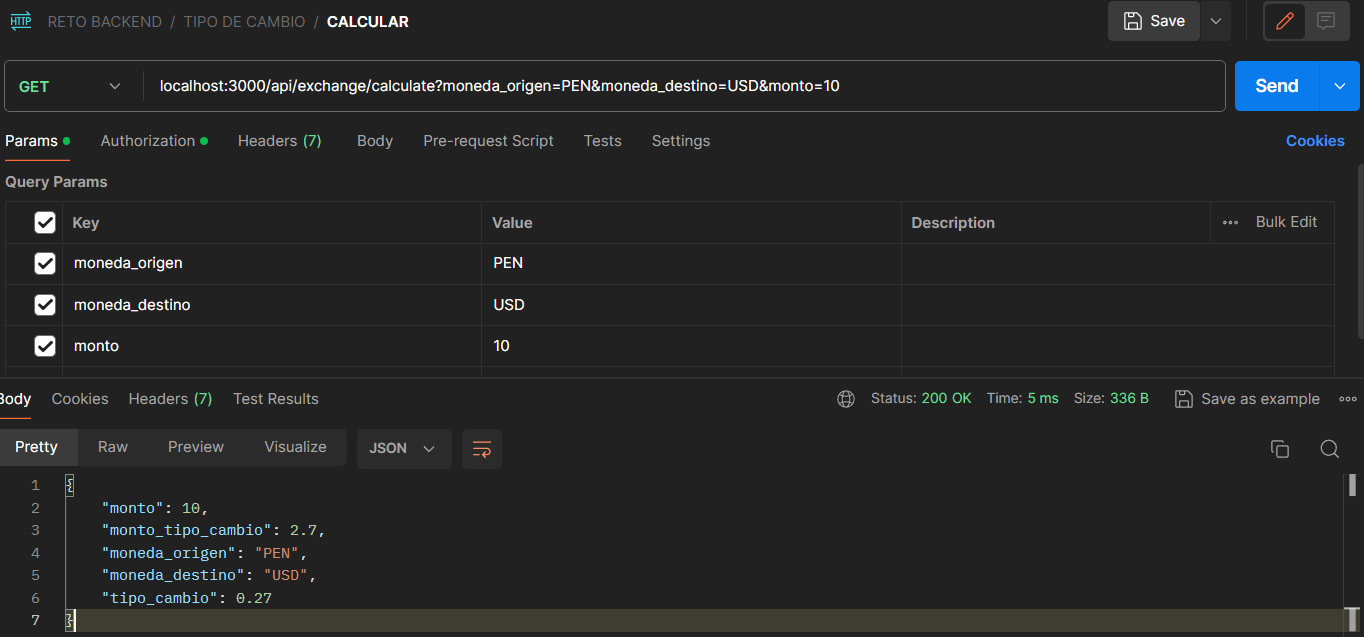 HTTP RETO BACKEND / TIPO DE CAMBIO / CALCULAR Save
GET localhost:3000/api/exchange/calculate?moneda_origen=PEN&moneda_destino=USD&monto=10 Send
Params Authorization Headers (7) Body Pre-request Script Tests Settings Cookies
Query Params
Key Value Description Bulk Edit
moneda_origen PEN
moneda_destino USD
monto 10
Body Cookies Headers (7) Test Results Status: 200 OK Time: 5 ms Size: 336 B Save as example
Pretty Raw Preview Visualize JSON
1 {
2 "monto": 10,
3 "monto_tipo_cambio": 2.7,
4 "moneda_origen": "PEN",
5 "moneda_destino": "USD",
6 "tipo_cambio": 0.27
7 }